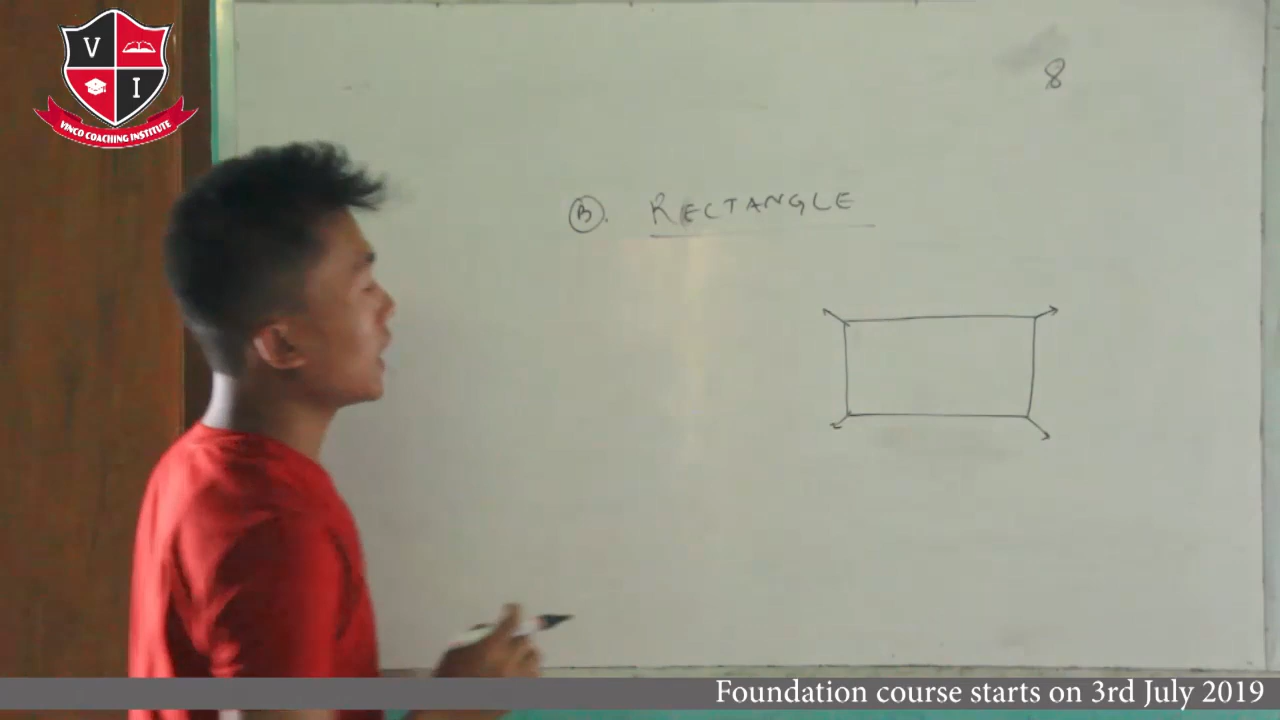 V
I
VINCO COACHING INSTITUTE
8
B. RECTANGLE
Foundation course starts on 3rd July 2019